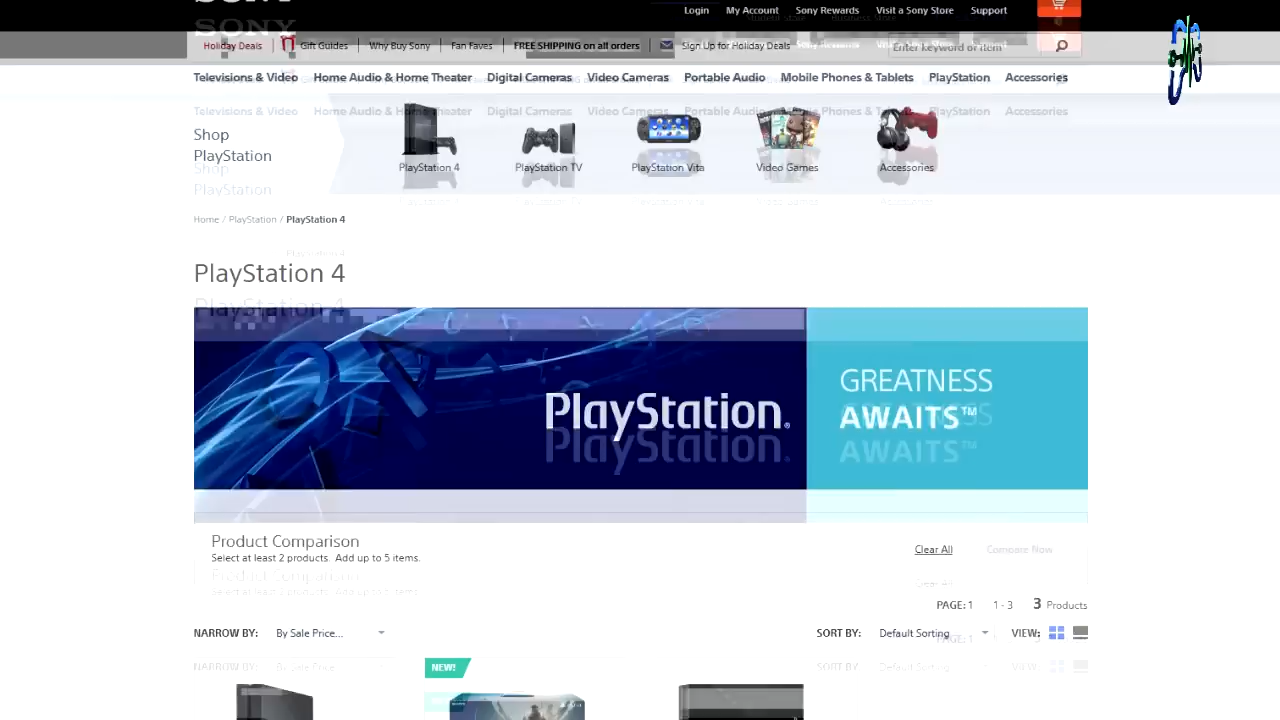 SONY
Login My Account Sony Rewards Visit a Sony Store Support
Holiday Deals Gift Guides Why Buy Sony Fan Faves FREE SHIPPING on all orders Sign Up for Holiday Deals Enter keyword or item
Televisions & Video Home Audio & Home Theater Digital Cameras Video Cameras Portable Audio Mobile Phones & Tablets PlayStation Accessories
Shop
PlayStation
PlayStation 4 PlayStation TV PlayStation Vita Video Games Accessories
Home / PlayStation / PlayStation 4
PlayStation 4
PlayStation®
GREATNESS
AWAITS™
Product Comparison
Select at least 2 products. Add up to 5 items.
Clear All Compare Now
PAGE: 1 1 - 3 3 Products
NARROW BY: By Sale Price... SORT BY: Default Sorting VIEW:
NEW!